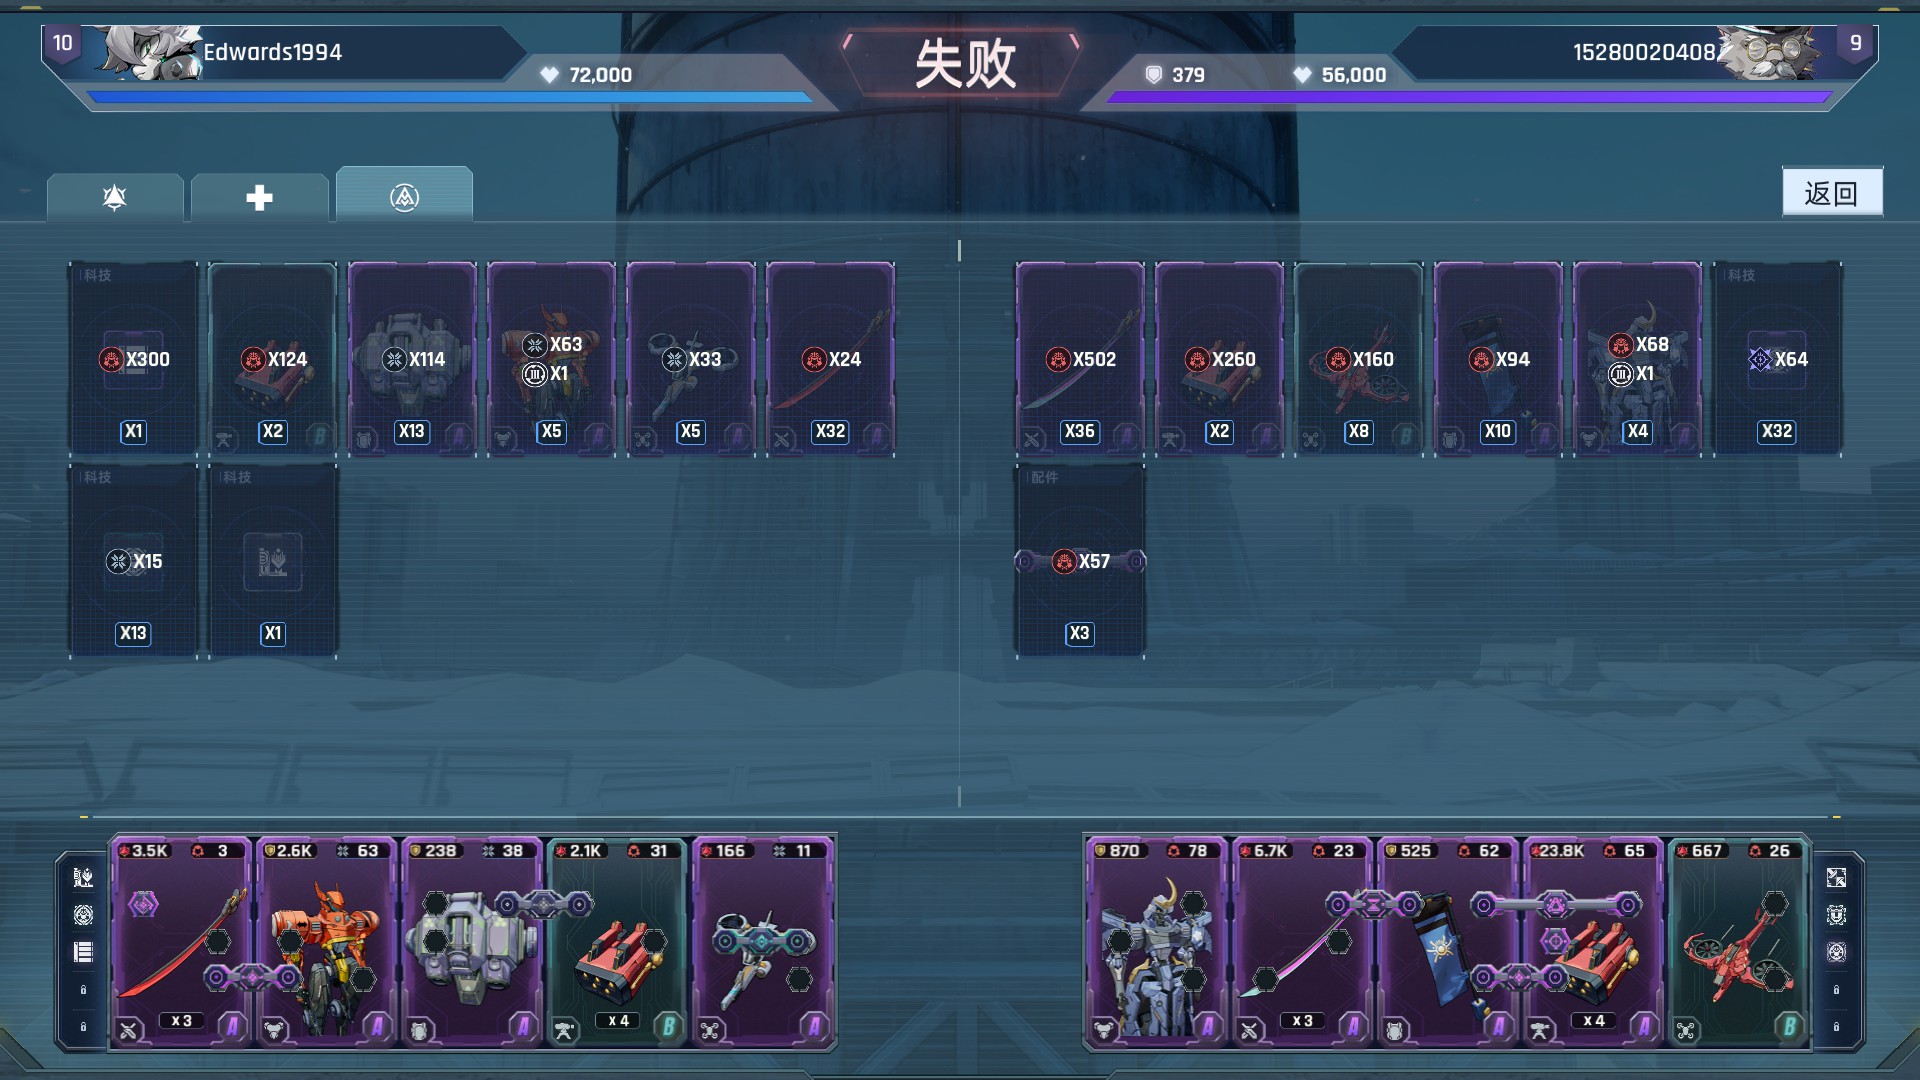 10
Edwards1994
72,000
失败
379
56,000
15280020408
9
返回
科技
X300
X1
X124
X2
B
X114
X13
A
X63
X1
X5
A
X33
X5
A
X24
X32
A
X502
X36
A
X260
X2
A
X160
X8
B
X94
X10
A
X68
X1
X4
A
科技
X64
X32
科技
X15
X13
科技
X1
配件
X57
X3
3.5K 3
x3
A
2.6K 63
A
238 38
A
2.1K 31
x4
B
166 11
A
870 78
A
6.7K 23
x3
A
525 62
A
23.8K 65
x4
A
667 26
B